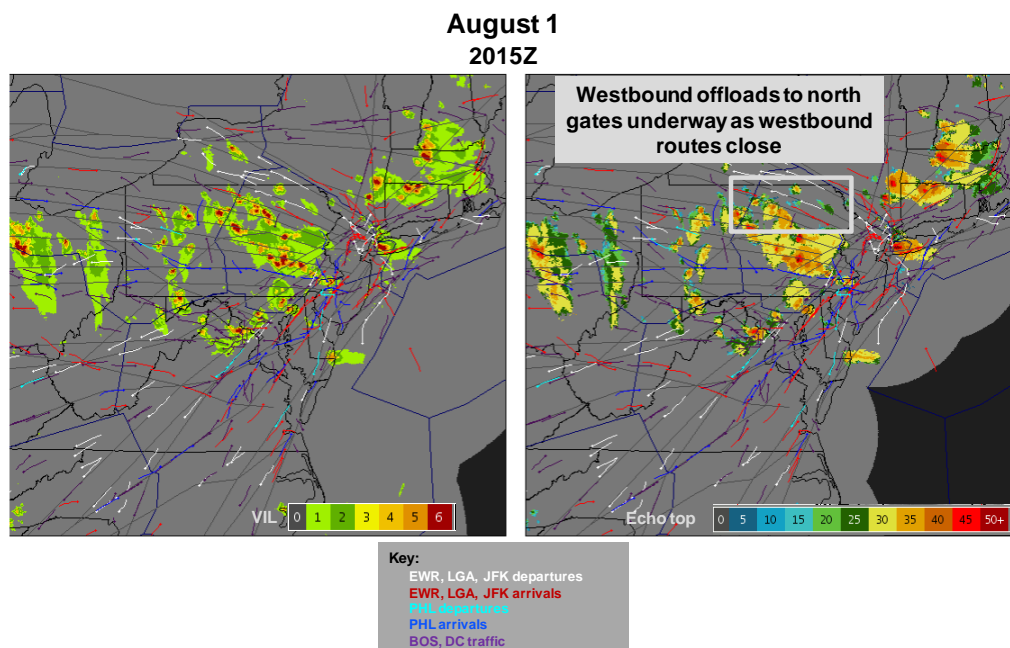 August 1
2015Z
Westbound offloads to north
gates underway as westbound
routes close
VIL 0 1 2 3 4 5 6
Echo top 0 5 10 15 20 25 30 35 40 45 50+
Key:
EWR, LGA, JFK departures
EWR, LGA, JFK arrivals
PHL departures
PHL arrivals
BOS, DC traffic